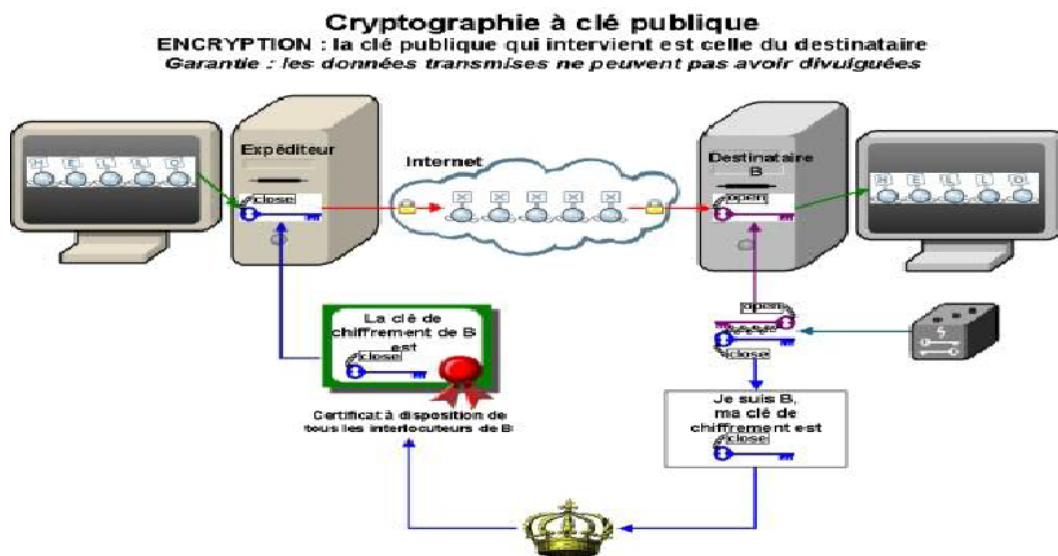 Cryptographie à clé publique
ENCRYPTION : la clé publique qui intervient est celle du destinataire
Garantie : les données transmises ne peuvent pas avoir divulguées
H E L L O
Expéditeur
close
Internet
X X X X X
Destinataire
B
open
H E L L O
La clé de
chiffrement de B
est
close
Certificat à disposition de
tous les interlocuteurs de B
open
close
Je suis B,
ma clé de
chiffrement est
close